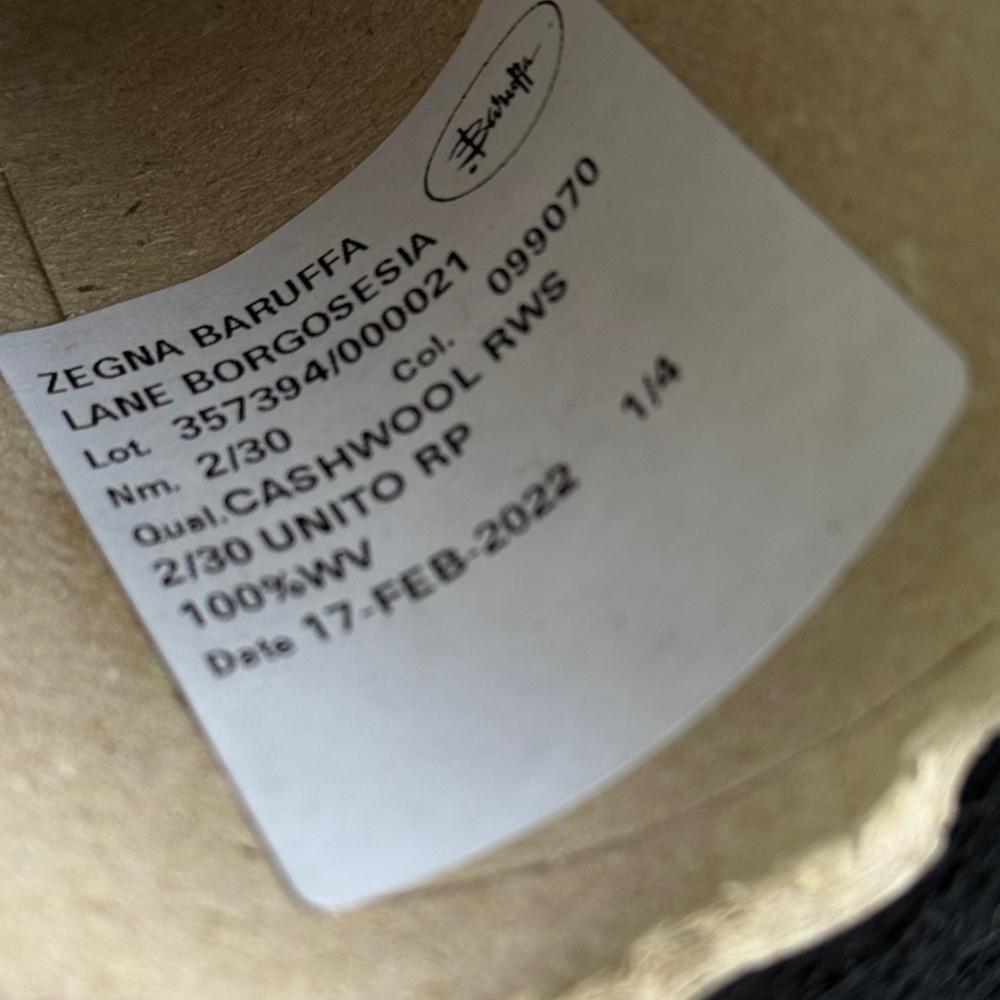 Baruffa
ZEGNA BARUFFA
LANE BORGOSESIA
Lot. 357394/000021
Nm. 2/30 Col. 099070
Qual.CASHWOOL RWS
2/30 UNITO RP 1/4
100%WV
Date 17-FEB-2022